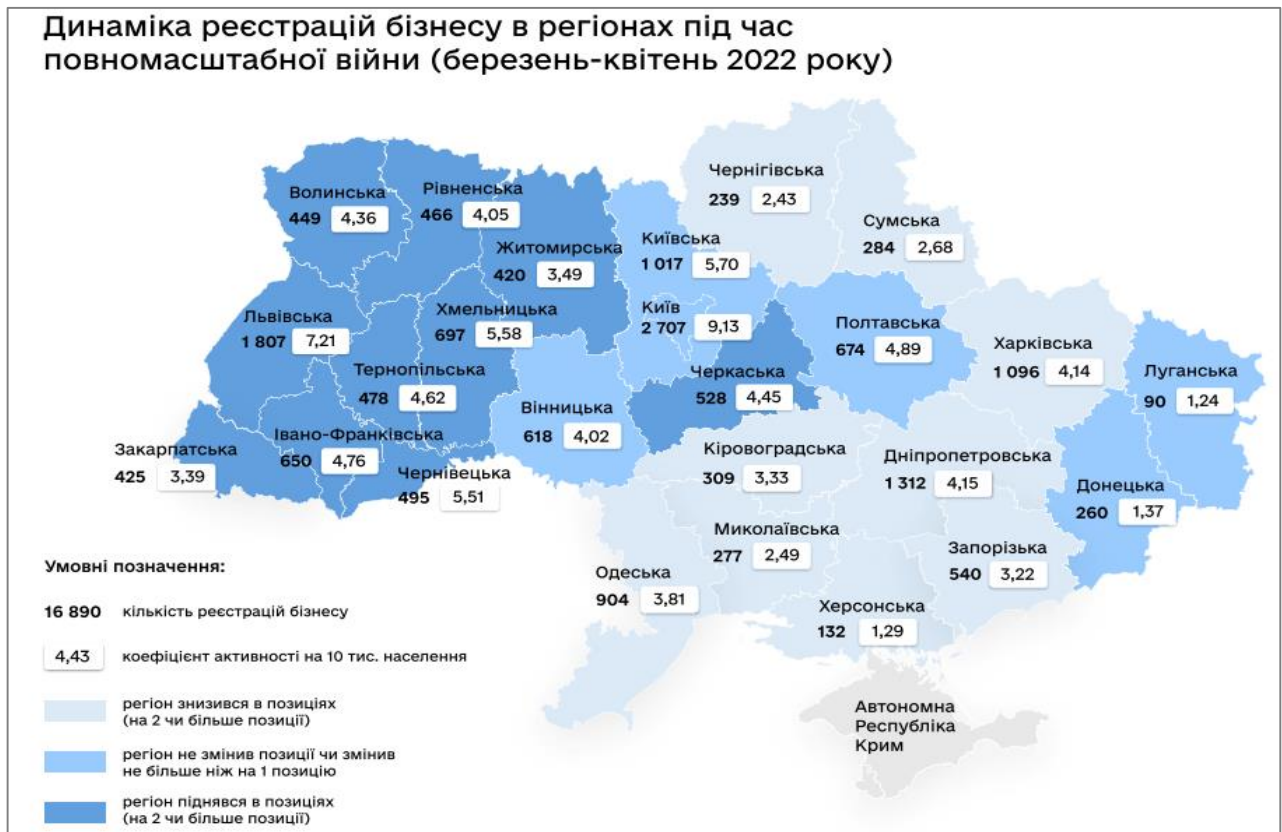 Динаміка реєстрацій бізнесу в регіонах під час
повномасштабної війни (березень-квітень 2022 року)
Чернігівська
239 2,43
Сумська
284 2,68
Волинська
449 4,36
Рівненська
466 4,05
Житомирська
420 3,49
Київська
1 017 5,70
Київ
2 707 9,13
Львівська
1 807 7,21
Хмельницька
697 5,58
Тернопільська
478 4,62
Полтавська
674 4,89
Харківська
1 096 4,14
Луганська
90 1,24
Черкаська
528 4,45
Вінницька
618 4,02
Закарпатська
425 3,39
Івано-Франківська
650 4,76
Чернівецька
495 5,51
Кіровоградська
309 3,33
Дніпропетровська
1 312 4,15
Донецька
260 1,37
Миколаївська
277 2,49
Запорізька
540 3,22
Одеська
904 3,81
Херсонська
132 1,29
Автономна
Республіка
Крим
Умовні позначення:
16 890 кількість реєстрацій бізнесу
4,43 коефіцієнт активності на 10 тис. населення
регіон знизився в позиціях
(на 2 чи більше позиції)
регіон не змінив позиції чи змінив
не більше ніж на 1 позицію
регіон піднявся в позиціях
(на 2 чи більше позиції)